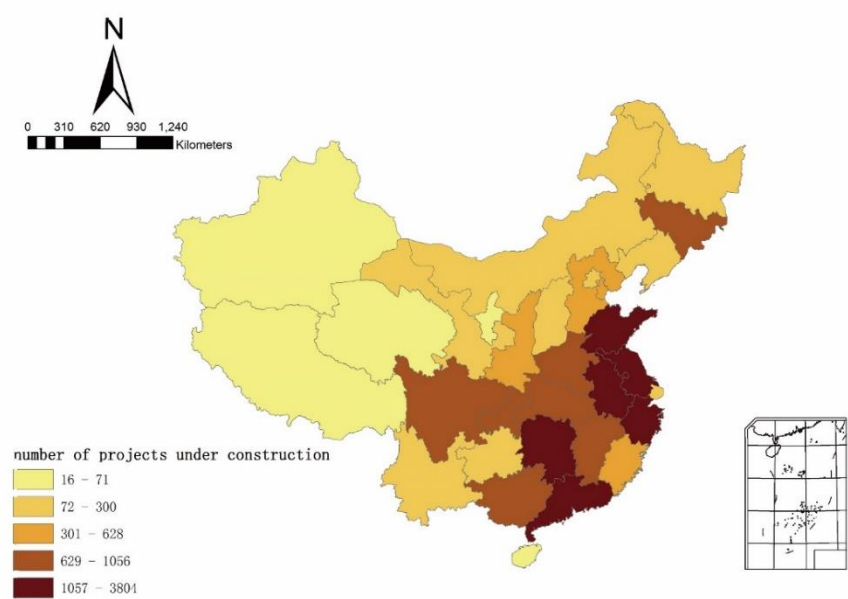 N
0 310 620 930 1,240
Kilometers
number of projects under construction
16 - 71
72 - 300
301 - 628
629 - 1056
1057 - 3804